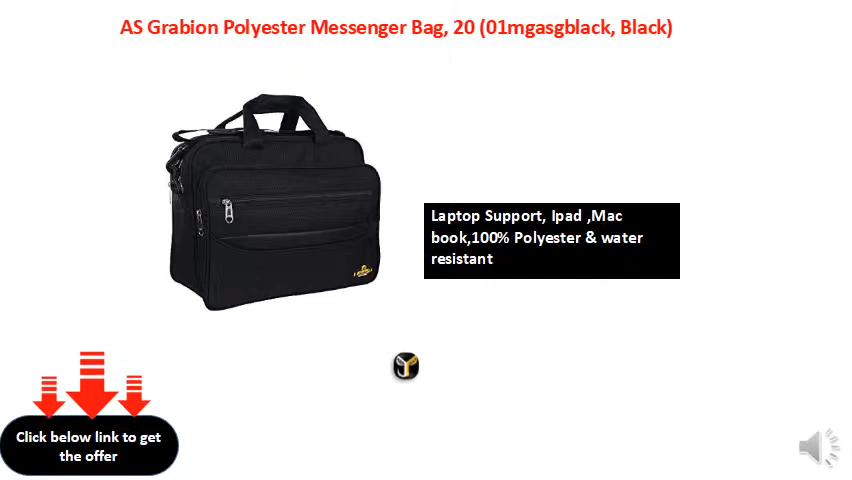 AS Grabion Polyester Messenger Bag, 20 (01mgasgblack, Black)
Laptop Support, Ipad ,Mac
book,100% Polyester & water
resistant
Click below link to get
the offer